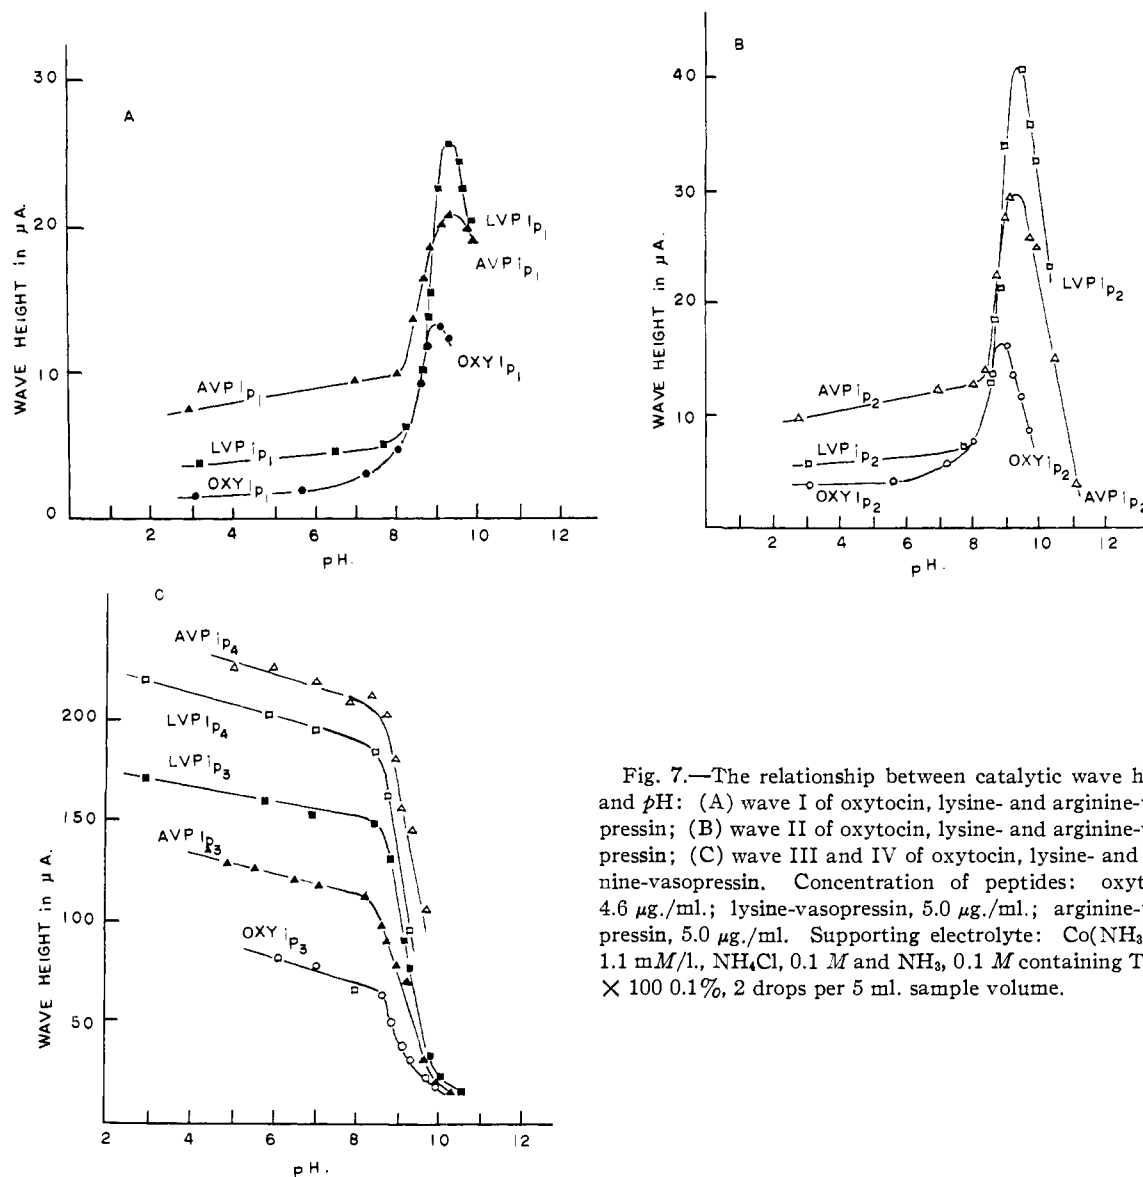 A
30
20
10
0
WAVE HEIGHT in µA.
2 4 6 8 10 12
pH.
LVP ip1
AVP ip1
OXY ip1
AVP ip1
LVP ip1
OXY ip1
B
40
30
20
10
WAVE HEIGHT in µA.
2 4 6 8 10 12
pH.
LVP ip2
AVP ip2
LVP ip2
OXY ip2
OXY ip2
AVP ip2
C
200
150
100
50
WAVE HEIGHT in µA.
2 4 6 8 10 12
pH.
AVP ip4
LVP ip4
LVP ip3
AVP ip3
OXY ip3
Fig. 7.—The relationship between catalytic wave h
and pH: (A) wave I of oxytocin, lysine- and arginine-v
pressin; (B) wave II of oxytocin, lysine- and arginine-v
pressin; (C) wave III and IV of oxytocin, lysine- and
nine-vasopressin. Concentration of peptides: oxyt
4.6 µg./ml.; lysine-vasopressin, 5.0 µg./ml.; arginine-v
pressin, 5.0 µg./ml. Supporting electrolyte: Co(NH3
1.1 mM/l., NH4Cl, 0.1 M and NH3, 0.1 M containing T
× 100 0.1%, 2 drops per 5 ml. sample volume.